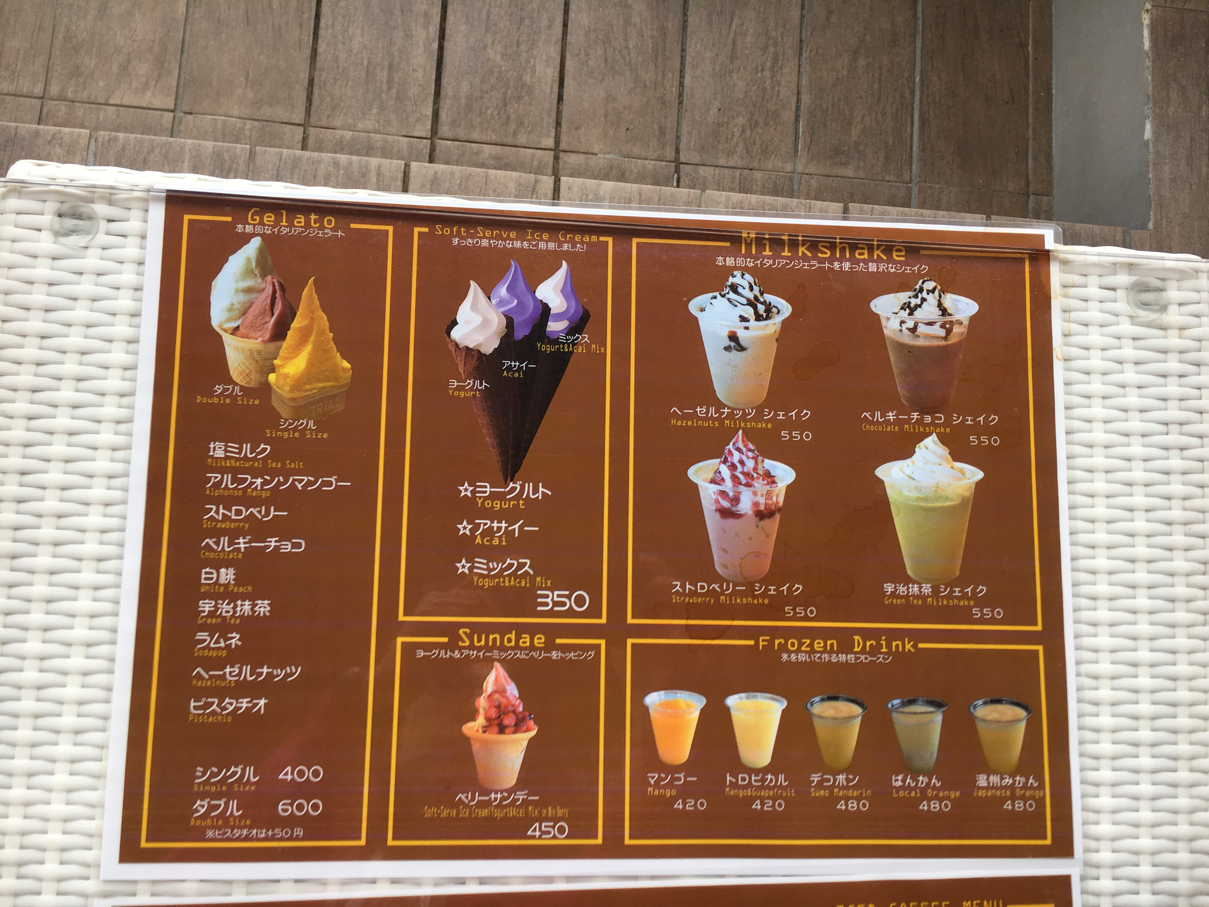 Gelato
本格的なイタリアンジェラート
ダブル
Double Size
シングル
Single Size
塩ミルク
Milk&Natural Sea Salt
アルフォンソマンゴー
Alphonso Mango
ストロベリー
Strawberry
ベルギーチョコ
Chocolate
白桃
White Peach
宇治抹茶
Green Tea
ラムネ
Sodapop
ヘーゼルナッツ
Hazelnuts
ピスタチオ
Pistachio
シングル 400
Single Size
ダブル 600
Double Size
※ピスタチオは+50円
Soft-Serve Ice Cream
すっきり爽やかな味をご用意しました!
ミックス
Yogurt&Acai Mix
アサイー
Acai
ヨーグルト
Yogurt
☆ヨーグルト
Yogurt
☆アサイー
Acai
☆ミックス
Yogurt&Acai Mix
350
Sundae
ヨーグルト&アサイーミックスにベリーをトッピング
ベリーサンデー
Soft-Serve Ice Cream(Yogurt&Acai Mix) on Mix Berry
450
Milkshake
本格的なイタリアンジェラートを使った贅沢なシェイク
ヘーゼルナッツ シェイク
Hazelnuts Milkshake
550
ベルギーチョコ シェイク
Chocolate Milkshake
550
ストロベリー シェイク
Strawberry Milkshake
550
宇治抹茶 シェイク
Green Tea Milkshake
550
Frozen Drink
氷を砕いて作る特性フローズン
マンゴー
Mango
420
トロピカル
Mango&Guapafruit
420
デコポン
Sumo Mandarin
480
ばんかん
Local Orange
480
温州みかん
Japanese Orange
480
COFFEE MENU